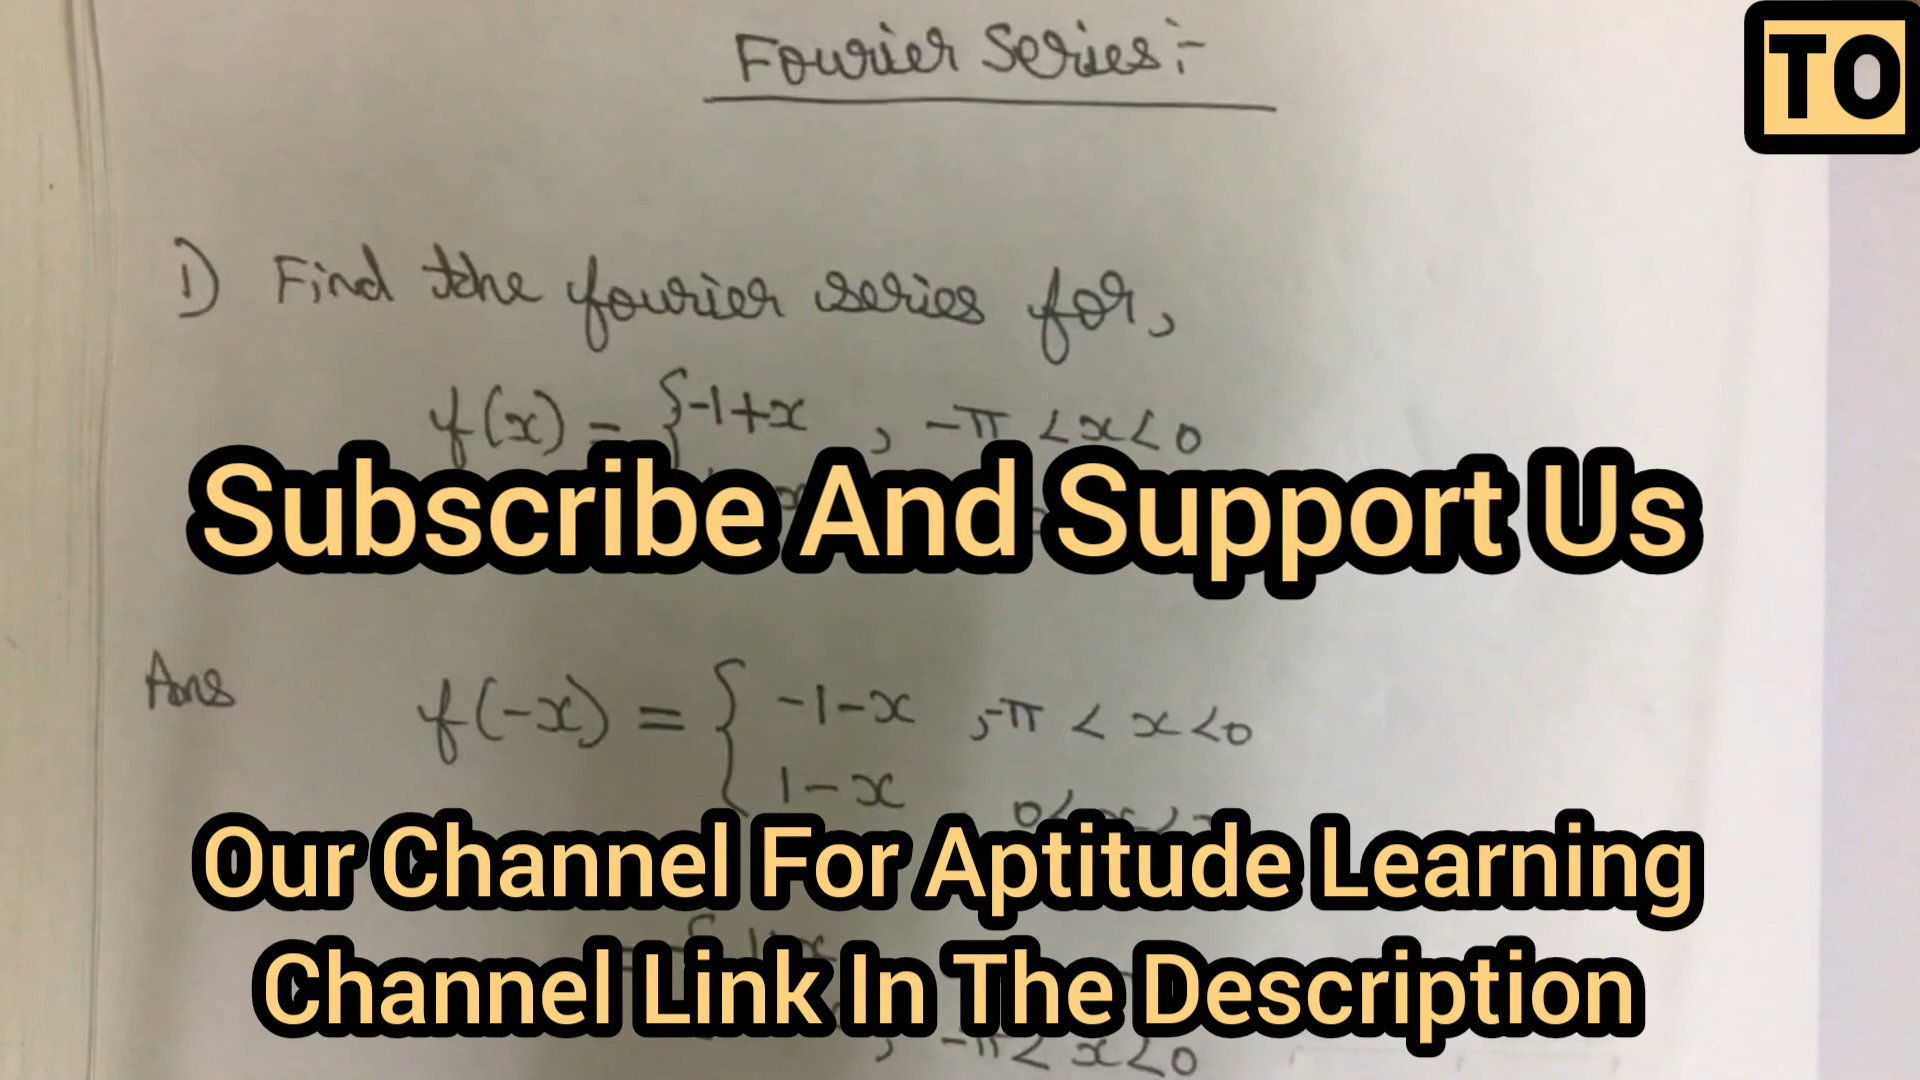 Fourier Series:-
TO
1) Find the fourier series for,
f(x) = {-1+x , -π < x < 0
Subscribe And Support Us
Ans f(-x) = { -1-x , -π < x < 0
1-x
Our Channel For Aptitude Learning
Channel Link In The Description
, -π < x < 0